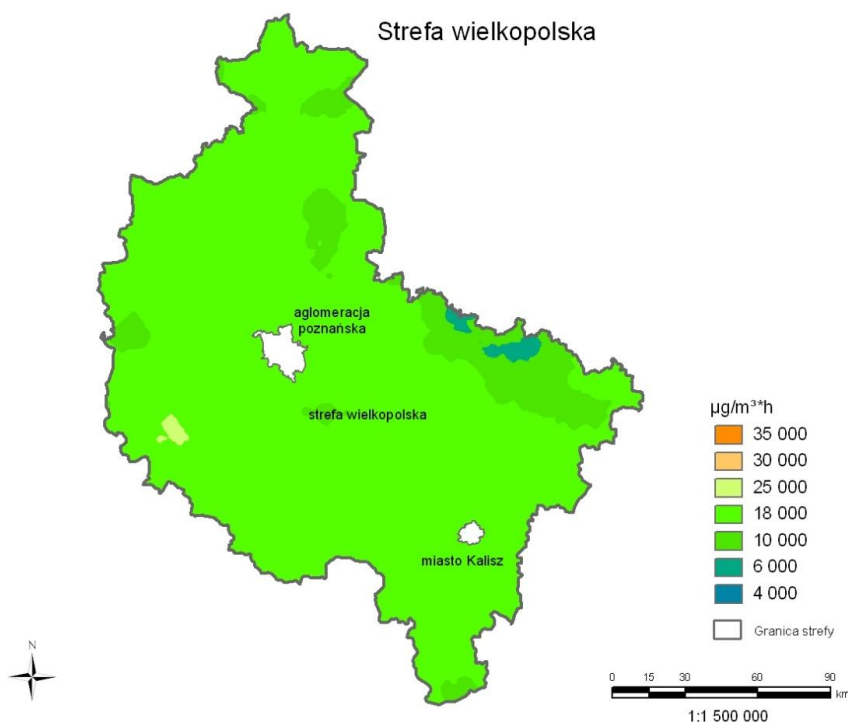 Strefa wielkopolska
aglomeracja
poznańska
strefa wielkopolska
miasto Kalisz
µg/m³*h
35 000
30 000
25 000
18 000
10 000
6 000
4 000
Granica strefy
N
0 15 30 60 90
km
1:1 500 000